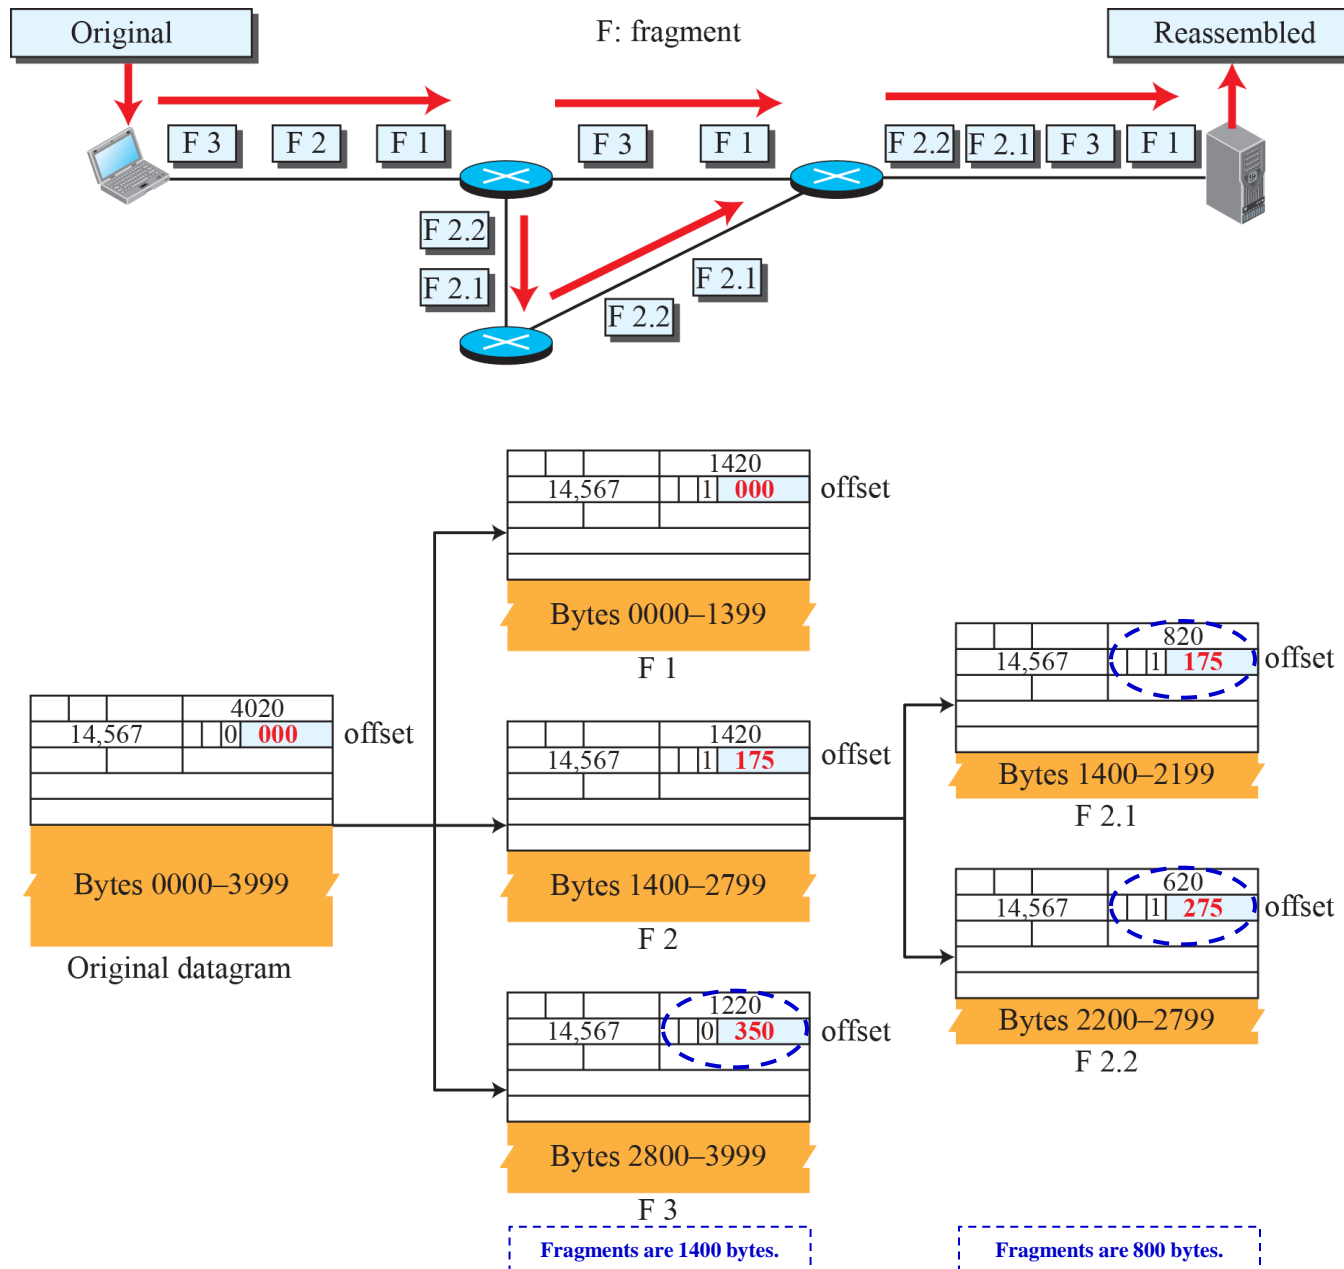 Original
F: fragment
Reassembled
F 3 F 2 F 1 F 3 F 1 F 2.2 F 2.1 F 3 F 1
F 2.2
F 2.1
F 2.1
F 2.2
1420
14,567 1 000 offset
Bytes 0000–1399
F 1
4020
14,567 0 000 offset
Bytes 0000–3999
Original datagram
1420
14,567 1 175 offset
Bytes 1400–2799
F 2
1220
14,567 0 350 offset
Bytes 2800–3999
F 3
Fragments are 1400 bytes.
820
14,567 1 175 offset
Bytes 1400–2199
F 2.1
620
14,567 1 275 offset
Bytes 2200–2799
F 2.2
Fragments are 800 bytes.